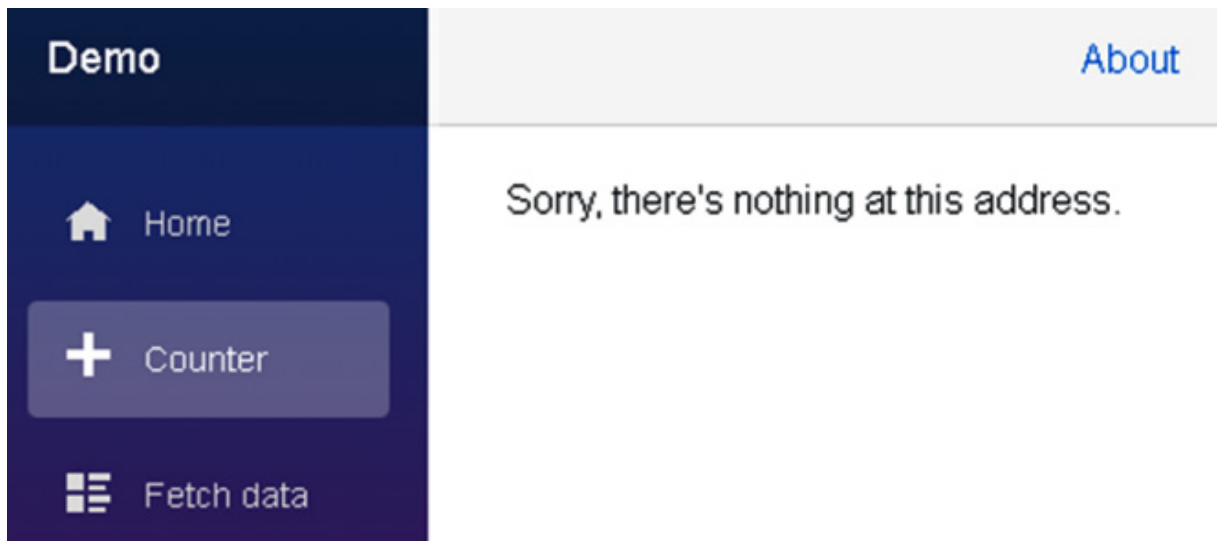 Demo
About
Home
Counter
Fetch data
Sorry, there's nothing at this address.